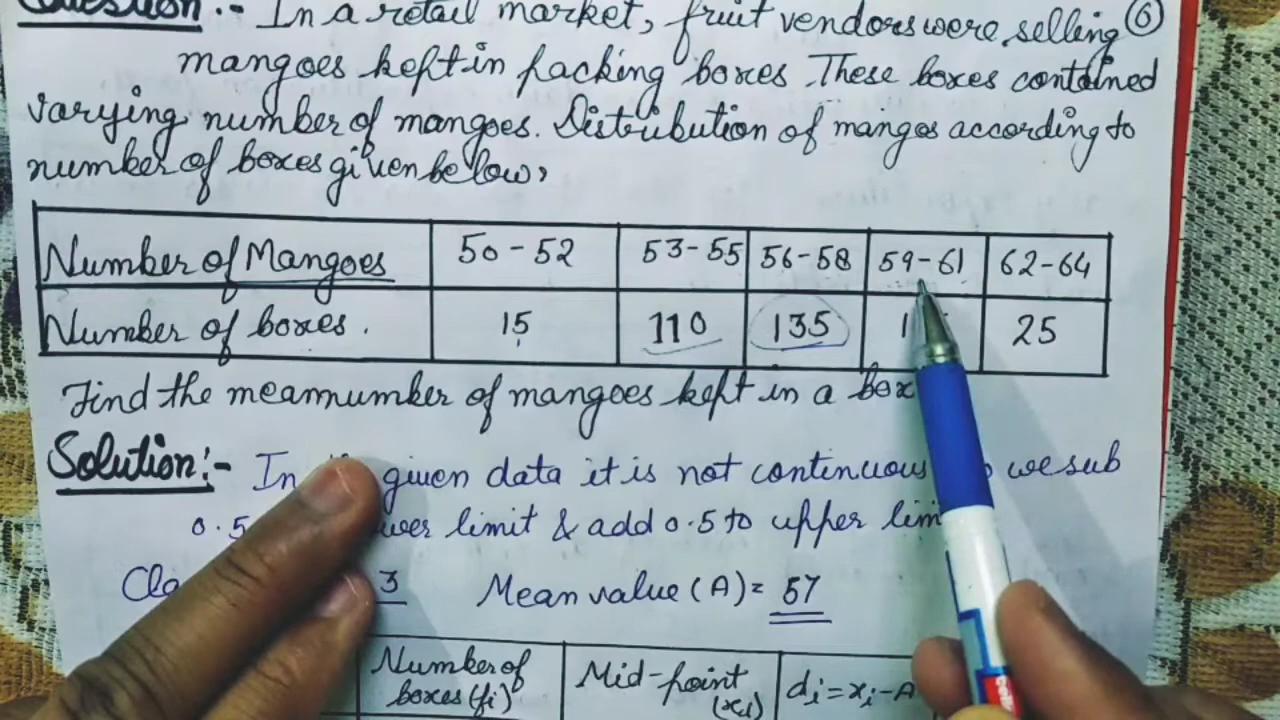 Question :- In a retail market, fruit vendors were selling ⑥
mangoes kept in packing boxes. These boxes contained
varying number of mangoes. Distribution of mangos according to
number of boxes given below,
Number of Mangoes 50-52 53-55 56-58 59-61 62-64
Number of boxes. 15 110 135 25
Find the mean number of mangoes kept in a box
Solution :- In given data it is not continuous we sub
0.5 limit & add 0.5 to upper
3 Mean value (A) = 57
Number of boxes (fi) Mid-point (xi) di = xi - A